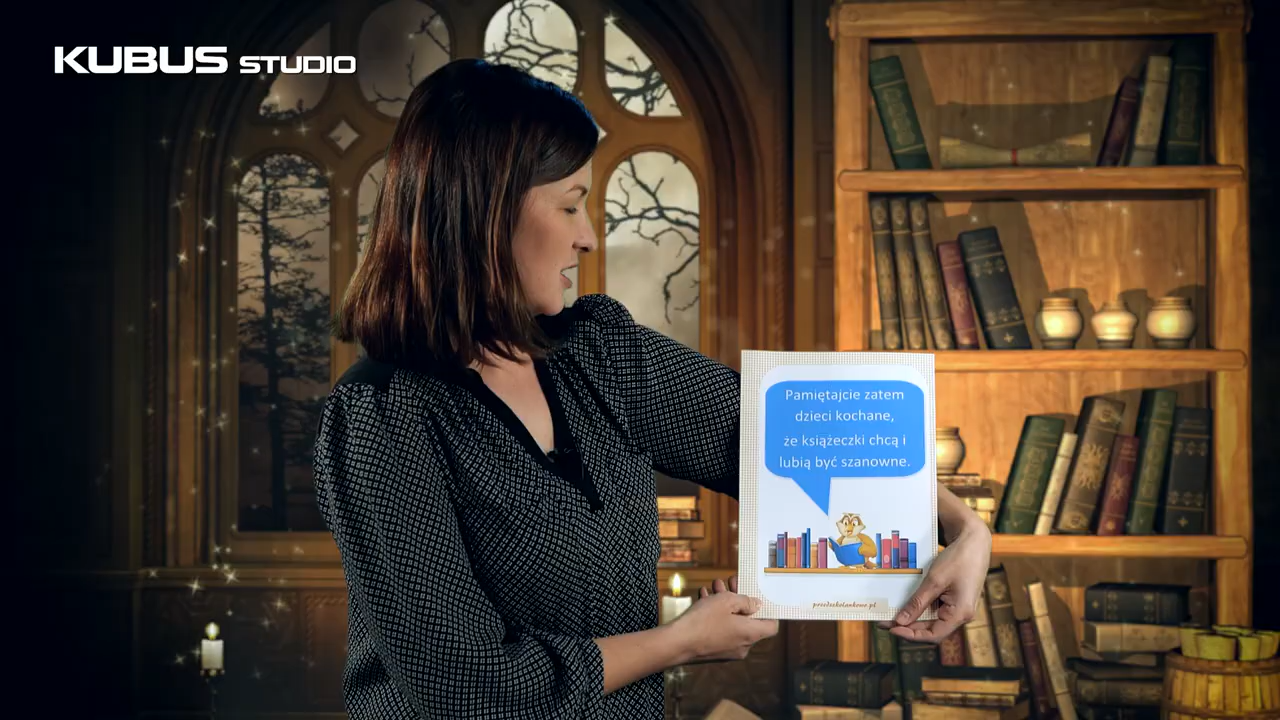 KUBUS STUDIO
Pamiętajcie zatem
dzieci kochane,
że książeczki chcą i
lubią być szanowne.
przedszkolankowo.pl